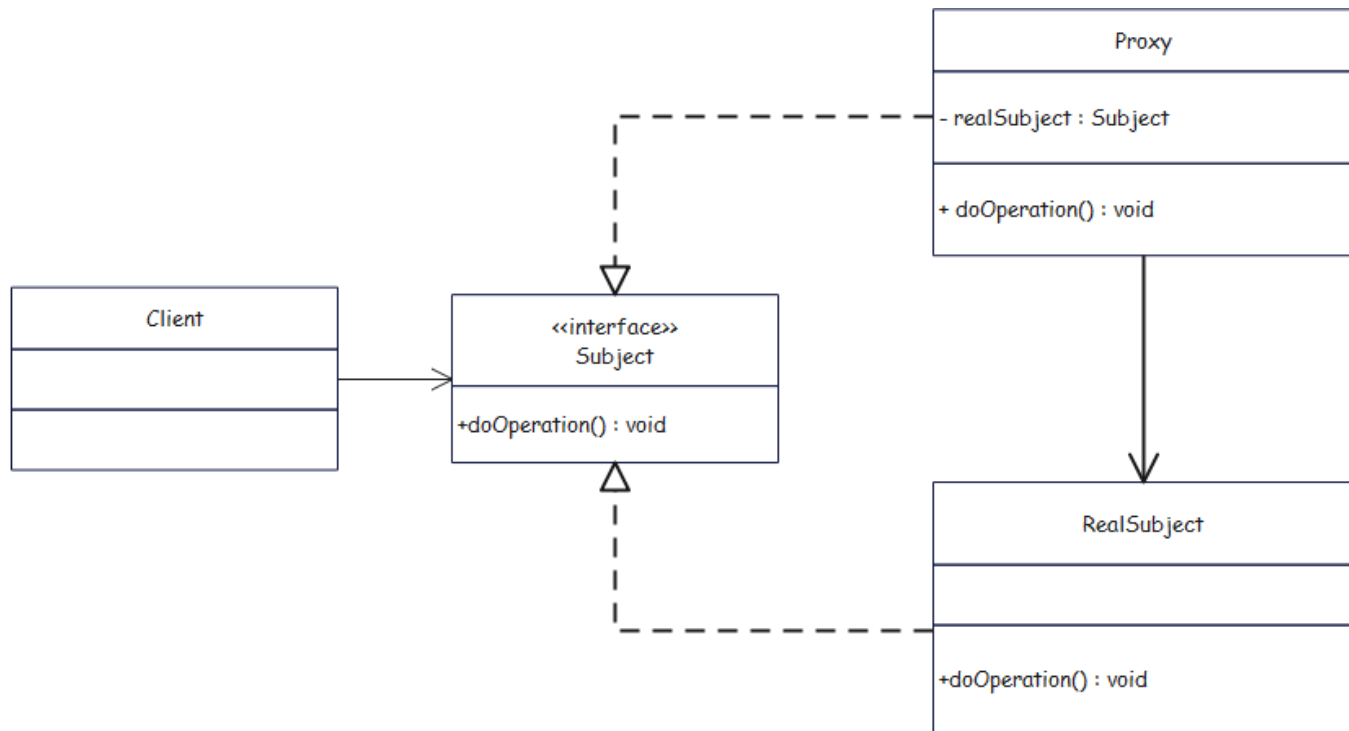 Proxy
- realSubject : Subject
+ doOperation() : void
Client
<<interface>>
Subject
+doOperation() : void
RealSubject
+doOperation() : void